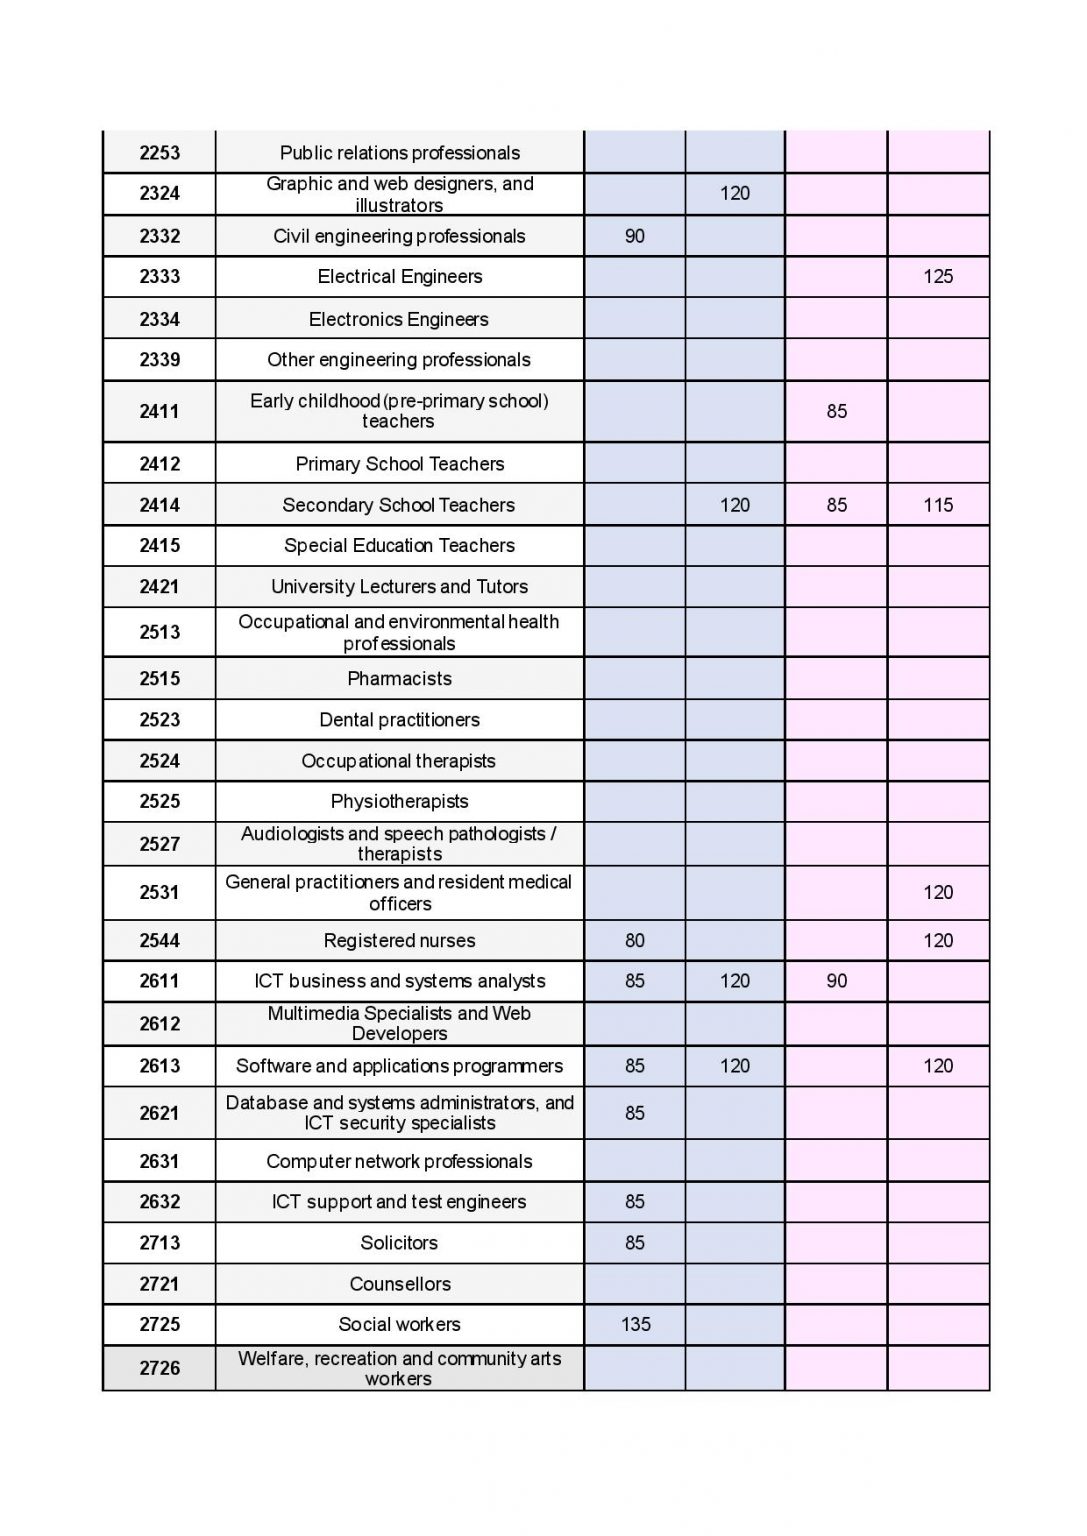 2253 Public relations professionals
2324 Graphic and web designers, and
illustrators 120
2332 Civil engineering professionals 90
2333 Electrical Engineers 125
2334 Electronics Engineers
2339 Other engineering professionals
2411 Early childhood (pre-primary school)
teachers 85
2412 Primary School Teachers
2414 Secondary School Teachers 120 85 115
2415 Special Education Teachers
2421 University Lecturers and Tutors
2513 Occupational and environmental health
professionals
2515 Pharmacists
2523 Dental practitioners
2524 Occupational therapists
2525 Physiotherapists
2527 Audiologists and speech pathologists /
therapists
2531 General practitioners and resident medical
officers 120
2544 Registered nurses 80 120
2611 ICT business and systems analysts 85 120 90
2612 Multimedia Specialists and Web
Developers
2613 Software and applications programmers 85 120 120
2621 Database and systems administrators, and
ICT security specialists 85
2631 Computer network professionals
2632 ICT support and test engineers 85
2713 Solicitors 85
2721 Counsellors
2725 Social workers 135
2726 Welfare, recreation and community arts
workers